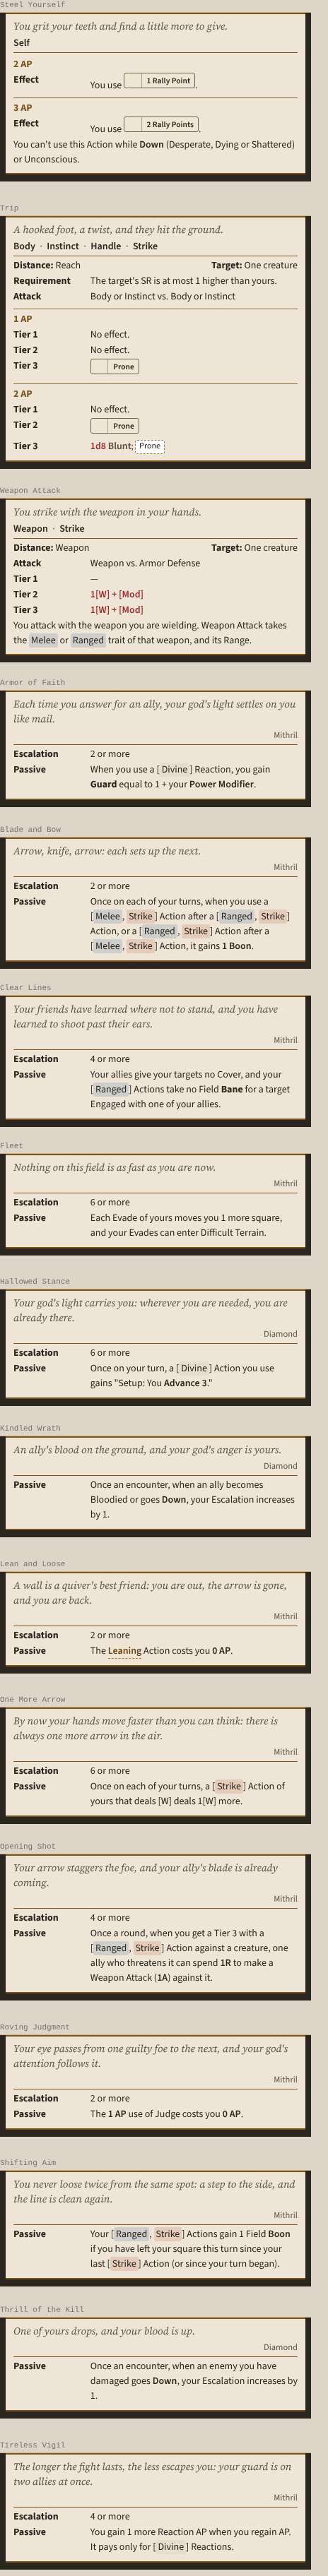 Steel Yourself
You grit your teeth and find a little more to give.
Self
2 AP
Effect You use 1 Rally Point.
3 AP
Effect You use 2 Rally Points.
You can't use this Action while Down (Desperate, Dying or Shattered)
or Unconscious.
Trip
A hooked foot, a twist, and they hit the ground.
Body · Instinct · Handle · Strike
Distance: Reach Target: One creature
Requirement The target's SR is at most 1 higher than yours.
Attack Body or Instinct vs. Body or Instinct
1 AP
Tier 1 No effect.
Tier 2 No effect.
Tier 3 Prone
2 AP
Tier 1 No effect.
Tier 2 Prone
Tier 3 1d8 Blunt; Prone
Weapon Attack
You strike with the weapon in your hands.
Weapon · Strike
Distance: Weapon Target: One creature
Attack Weapon vs. Armor Defense
Tier 1 —
Tier 2 1[W] + [Mod]
Tier 3 1[W] + [Mod]
You attack with the weapon you are wielding. Weapon Attack takes
the Melee or Ranged trait of that weapon, and its Range.
Armor of Faith
Each time you answer for an ally, your god's light settles on you
like mail.
Mithril
Escalation 2 or more
Passive When you use a [Divine] Reaction, you gain
Guard equal to 1 + your Power Modifier.
Blade and Bow
Arrow, knife, arrow: each sets up the next.
Mithril
Escalation 2 or more
Passive Once on each of your turns, when you use a
[Melee, Strike] Action after a [Ranged, Strike]
Action, or a [Ranged, Strike] Action after a
[Melee, Strike] Action, it gains 1 Boon.
Clear Lines
Your friends have learned where not to stand, and you have
learned to shoot past their ears.
Mithril
Escalation 4 or more
Passive Your allies give your targets no Cover, and your
[Ranged] Actions take no Field Bane for a target
Engaged with one of your allies.
Fleet
Nothing on this field is as fast as you are now.
Mithril
Escalation 6 or more
Passive Each Evade of yours moves you 1 more square,
and your Evades can enter Difficult Terrain.
Hallowed Stance
Your god's light carries you: wherever you are needed, you are
already there.
Diamond
Escalation 6 or more
Passive Once on your turn, a [Divine] Action you use
gains "Setup: You Advance 3."
Kindled Wrath
An ally's blood on the ground, and your god's anger is yours.
Diamond
Passive Once an encounter, when an ally becomes
Bloodied or goes Down, your Escalation increases
by 1.
Lean and Loose
A wall is a quiver's best friend: you are out, the arrow is gone,
and you are back.
Mithril
Escalation 2 or more
Passive The Leaning Action costs you 0 AP.
One More Arrow
By now your hands move faster than you can think: there is
always one more arrow in the air.
Mithril
Escalation 6 or more
Passive Once on each of your turns, a [Strike] Action of
yours that deals [W] deals 1[W] more.
Opening Shot
Your arrow staggers the foe, and your ally's blade is already
coming.
Mithril
Escalation 4 or more
Passive Once a round, when you get a Tier 3 with a
[Ranged, Strike] Action against a creature, one
ally who threatens it can spend 1R to make a
Weapon Attack (1A) against it.
Roving Judgment
Your eye passes from one guilty foe to the next, and your god's
attention follows it.
Mithril
Escalation 2 or more
Passive The 1 AP use of Judge costs you 0 AP.
Shifting Aim
You never loose twice from the same spot: a step to the side, and
the line is clean again.
Mithril
Passive Your [Ranged, Strike] Actions gain 1 Field Boon
if you have left your square this turn since your
last [Strike] Action (or since your turn began).
Thrill of the Kill
One of yours drops, and your blood is up.
Diamond
Passive Once an encounter, when an enemy you have
damaged goes Down, your Escalation increases by
1.
Tireless Vigil
The longer the fight lasts, the less escapes you: your guard is on
two allies at once.
Mithril
Escalation 4 or more
Passive You gain 1 more Reaction AP when you regain AP.
It pays only for [Divine] Reactions.